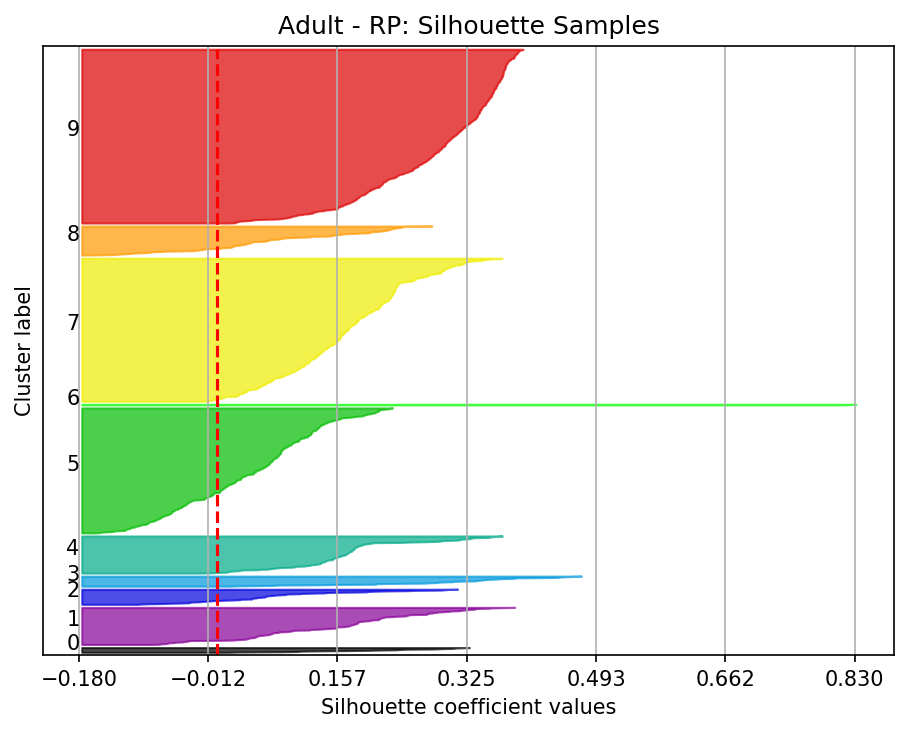 Adult - RP: Silhouette Samples
Cluster label
9
8
7
6
5
4
3
2
1
0
−0.180 −0.012 0.157 0.325 0.493 0.662 0.830
Silhouette coefficient values